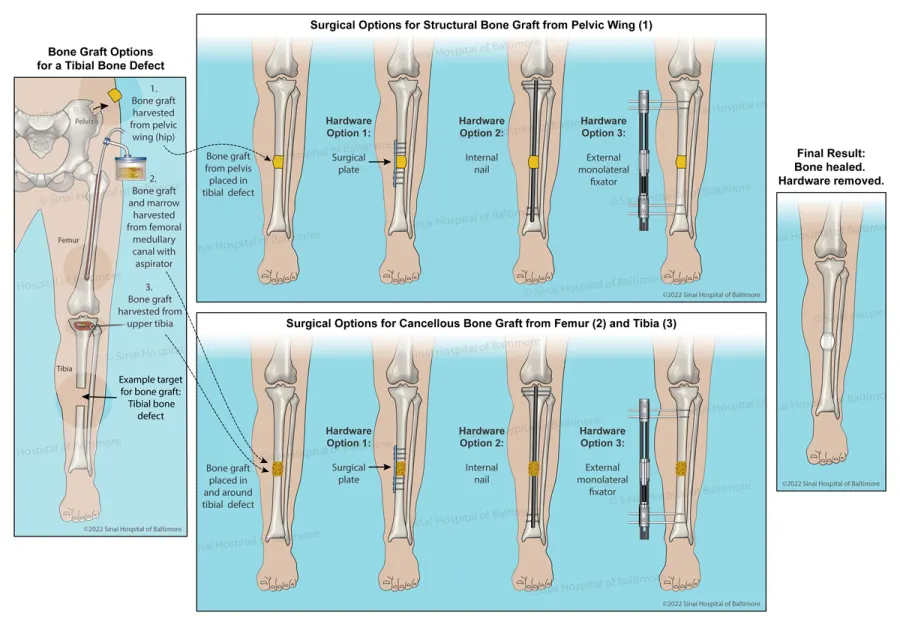 Bone Graft Options
for a Tibial Bone Defect
1.
Bone graft
harvested
from pelvic
wing (hip)
Pelvis
2.
Bone graft
and marrow
harvested
from femoral
medullary
canal with
aspirator
Femur
3.
Bone graft
harvested from
upper tibia
Tibia
Example target
for bone graft:
Tibial bone
defect
©2022 Sinai Hospital of Baltimore
Surgical Options for Structural Bone Graft from Pelvic Wing (1)
Bone graft
from pelvis
placed in
tibial defect
Hardware
Option 1:
Surgical
plate
Hardware
Option 2:
Internal
nail
Hardware
Option 3:
External
monolateral
fixator
©2022 Sinai Hospital of Baltimore
Surgical Options for Cancellous Bone Graft from Femur (2) and Tibia (3)
Bone graft
placed in
and around
tibial defect
Hardware
Option 1:
Surgical
plate
Hardware
Option 2:
Internal
nail
Hardware
Option 3:
External
monolateral
fixator
©2022 Sinai Hospital of Baltimore
Final Result:
Bone healed.
Hardware removed.
©2022 Sinai Hospital of Baltimore